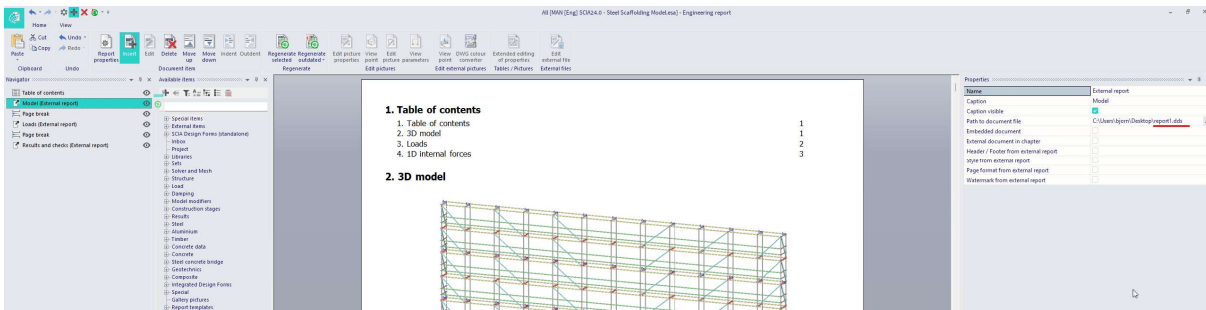 All [MAN [Eng] SCIA24.0 - Steel Scaffolding Model.esa] - Engineering report
Home View
Paste
Cut
Copy
Undo
Redo
Clipboard
Undo
Report properties
Insert
Edit
Delete
Move up
Move down
Indent
Outdent
Document item
Regenerate selected
Regenerate outdated
Regenerate
Edit picture properties
View point
Edit picture
View parameters
Edit pictures
View point
DWG colour converter
Edit external pictures
Extended editing of properties
Tables / Pictures
Edit external file
External files
Navigator
Table of contents
Model (External report)
Page break
Loads (External report)
Page break
Results and checks (External report)
Available items
Special items
External items
SCIA Design Forms (standalone)
Inbox
Project
Libraries
Sets
Solver and Mesh
Structure
Load
Damping
Model modifiers
Construction stages
Results
Steel
Aluminium
Timber
Concrete data
Concrete
Steel concrete bridge
Geotechnics
Composite
Integrated Design Forms
Special
Gallery pictures
Report templates
1. Table of contents
1. Table of contents 1
2. 3D model 1
3. Loads 2
4. 1D internal forces 3
2. 3D model
Properties
Name External report
Caption Model
Caption visible
Path to document file C:\Users\bjorn\Desktop\report1.dds
Embedded document
External document in chapter
Header / Footer from external report
Style from external report
Page format from external report
Watermark from external report